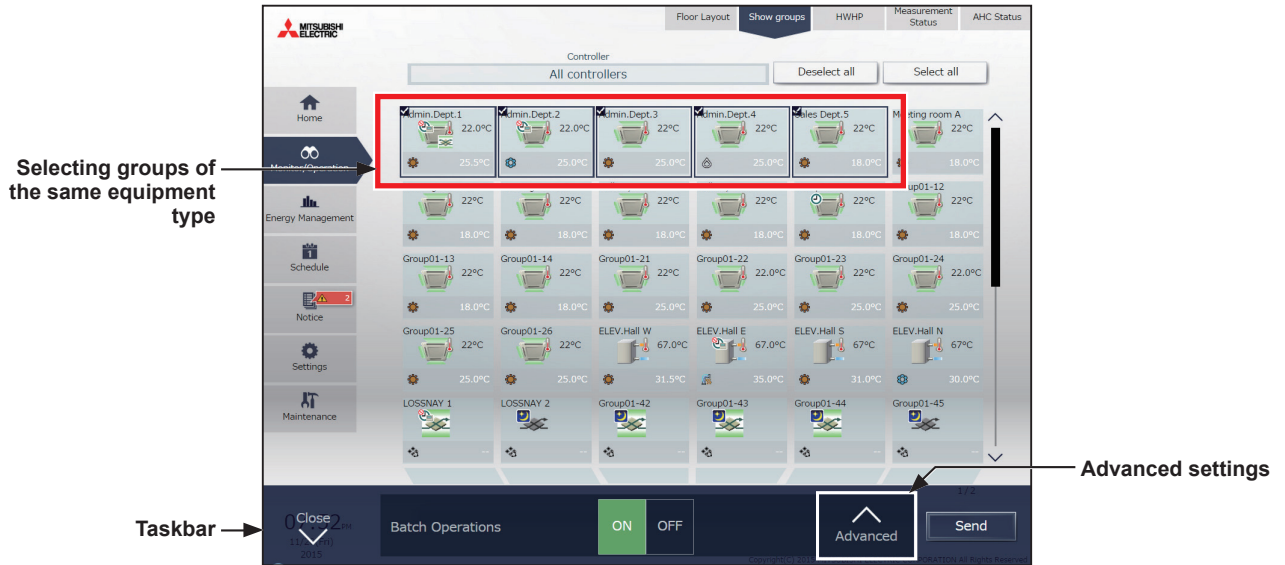 MITSUBISHI
ELECTRIC
Floor Layout
Show groups
HWHP
Measurement
Status
AHC Status
Controller
All controllers
Deselect all
Select all
Home
Monitor/Operation
Energy Management
Schedule
Notice
2
Settings
Maintenance
Selecting groups of
the same equipment
type
dmin.Dept.1
22.0°C
25.5°C
dmin.Dept.2
22.0°C
25.0°C
dmin.Dept.3
22°C
25.0°C
dmin.Dept.4
22°C
25.0°C
ales Dept.5
22°C
18.0°C
Meeting room A
22°C
18.0°C
22°C
18.0°C
22°C
18.0°C
22°C
18.0°C
22°C
18.0°C
22°C
18.0°C
up01-12
22°C
18.0°C
Group01-13
22°C
18.0°C
Group01-14
22°C
18.0°C
Group01-21
22°C
25.0°C
Group01-22
22.0°C
25.0°C
Group01-23
22°C
25.0°C
Group01-24
22.0°C
25.0°C
Group01-25
22°C
25.0°C
Group01-26
22°C
25.0°C
ELEV.Hall W
67.0°C
31.5°C
ELEV.Hall E
67.0°C
35.0°C
ELEV.Hall S
67°C
31.0°C
ELEV.Hall N
67°C
30.0°C
LOSSNAY 1
--
LOSSNAY 2
--
Group01-42
--
Group01-43
--
Group01-44
--
Group01-45
--
Advanced settings
1/2
Taskbar
Close
2015
Batch Operations
ON
OFF
Advanced
Send